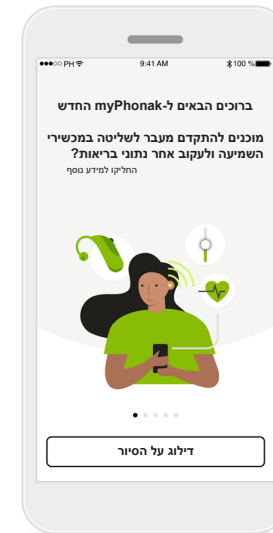 ●●●○○ PH 9:41 AM 100 %
ברוכים הבאים ל-myPhonak החדש
מוכנים להתקדם מעבר לשליטה במכשירי
השמיעה ולעקוב אחר נתוני בריאות?
החליקו למידע נוסף
דילוג על הסיור